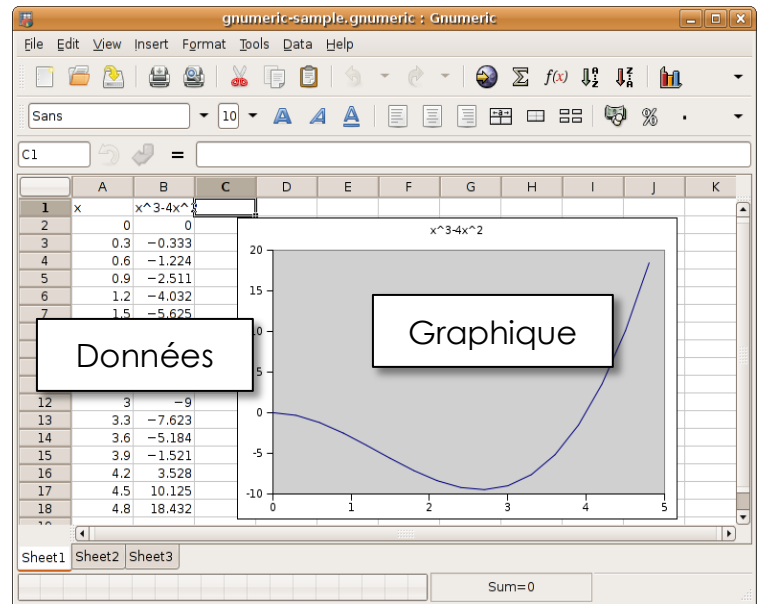 gnumeric-sample.gnumeric : Gnumeric
File Edit View Insert Format Tools Data Help
Sans 10 A A A %
C1 =
A B C D E F G H I J K
1 x x^3-4x^2
2 0 0
3 0.3 −0.333
4 0.6 −1.224
5 0.9 −2.511
6 1.2 −4.032
7 1.5 −5.625
12 3 −9
13 3.3 −7.623
14 3.6 −5.184
15 3.9 −1.521
16 4.2 3.528
17 4.5 10.125
18 4.8 18.432
x^3-4x^2
20
15
0
-5
-10
0 1 2 3 4 5
Données
Graphique
Sheet1 Sheet2 Sheet3
Sum=0